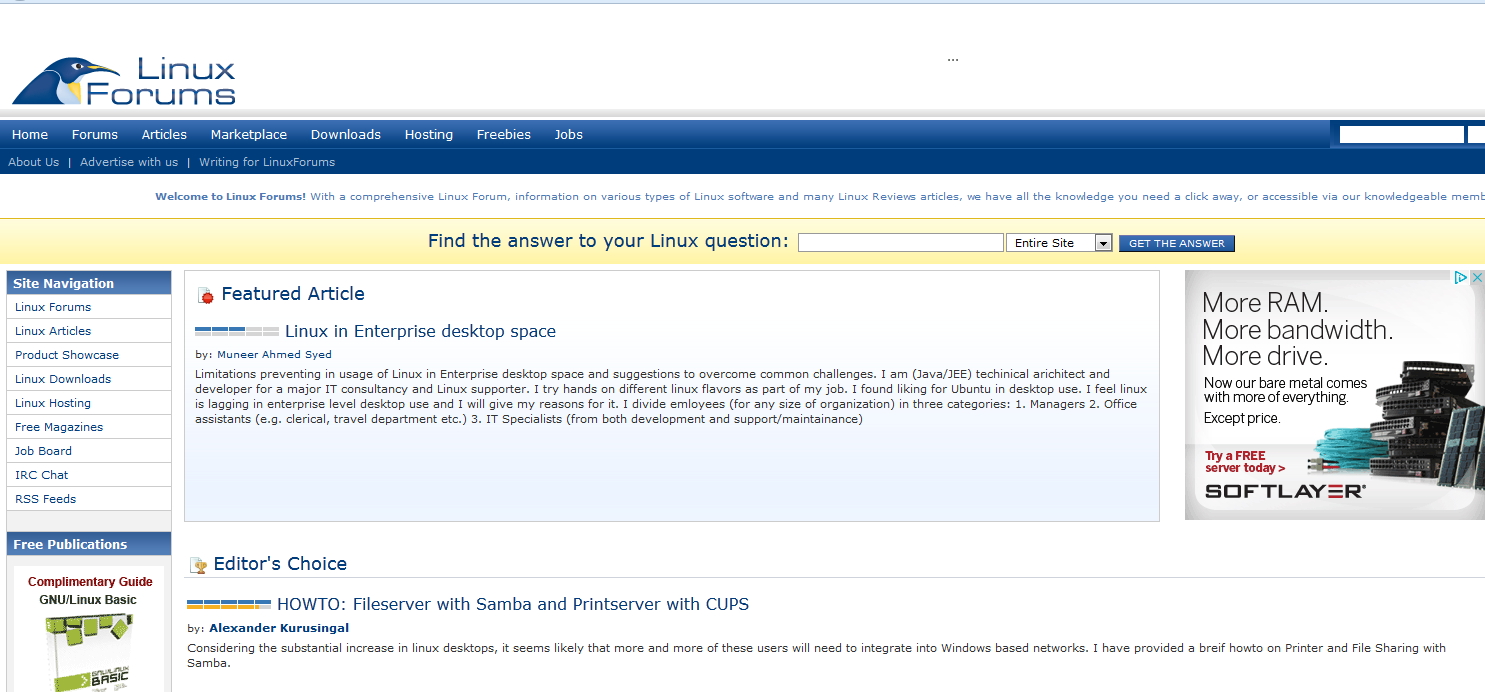 Linux
Forums
...
Home Forums Articles Marketplace Downloads Hosting Freebies Jobs
About Us | Advertise with us | Writing for LinuxForums
Welcome to Linux Forums! With a comprehensive Linux Forum, information on various types of Linux software and many Linux Reviews articles, we have all the knowledge you need a click away, or accessible via our knowledgeable memb
Find the answer to your Linux question: Entire Site GET THE ANSWER
Site Navigation
Linux Forums
Linux Articles
Product Showcase
Linux Downloads
Linux Hosting
Free Magazines
Job Board
IRC Chat
RSS Feeds
Free Publications
Complimentary Guide
GNU/Linux Basic
GNU/LINUX
BASIC
Featured Article
Linux in Enterprise desktop space
by: Muneer Ahmed Syed
Limitations preventing in usage of Linux in Enterprise desktop space and suggestions to overcome common challenges. I am (Java/JEE) techinical arichitect and
developer for a major IT consultancy and Linux supporter. I try hands on different linux flavors as part of my job. I found liking for Ubuntu in desktop use. I feel linux
is lagging in enterprise level desktop use and I will give my reasons for it. I divide emloyees (for any size of organization) in three categories: 1. Managers 2. Office
assistants (e.g. clerical, travel department etc.) 3. IT Specialists (from both development and support/maintainance)
More RAM.
More bandwidth.
More drive.
Now our bare metal comes
with more of everything.
Except price.
Try a FREE
server today >
SOFTLAYER®
Editor's Choice
HOWTO: Fileserver with Samba and Printserver with CUPS
by: Alexander Kurusingal
Considering the substantial increase in linux desktops, it seems likely that more and more of these users will need to integrate into Windows based networks. I have provided a breif howto on Printer and File Sharing with
Samba.